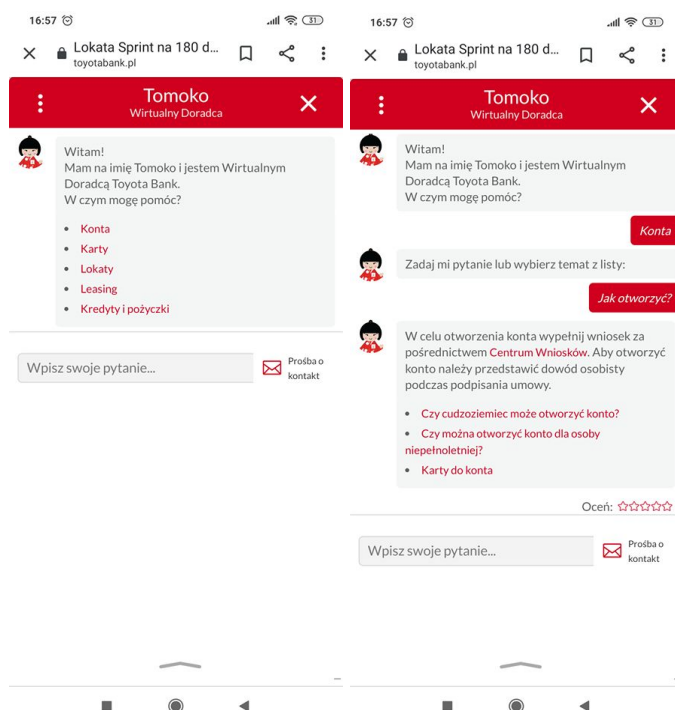 16:57
31
Lokata Sprint na 180 d...
toyotabank.pl
Tomoko
Wirtualny Doradca
Witam!
Mam na imię Tomoko i jestem Wirtualnym
Doradcą Toyota Bank.
W czym mogę pomóc?
• Konta
• Karty
• Lokaty
• Leasing
• Kredyty i pożyczki
Wpisz swoje pytanie...
Prośba o
kontakt
16:57
31
Lokata Sprint na 180 d...
toyotabank.pl
Tomoko
Wirtualny Doradca
Witam!
Mam na imię Tomoko i jestem Wirtualnym
Doradcą Toyota Bank.
W czym mogę pomóc?
Konta
Zadaj mi pytanie lub wybierz temat z listy:
Jak otworzyć?
W celu otworzenia konta wypełnij wniosek za
pośrednictwem Centrum Wniosków. Aby otworzyć
konto należy przedstawić dowód osobisty
podczas podpisania umowy.
• Czy cudzoziemiec może otworzyć konto?
• Czy można otworzyć konto dla osoby
niepełnoletniej?
• Karty do konta
Oceń:
Wpisz swoje pytanie...
Prośba o
kontakt